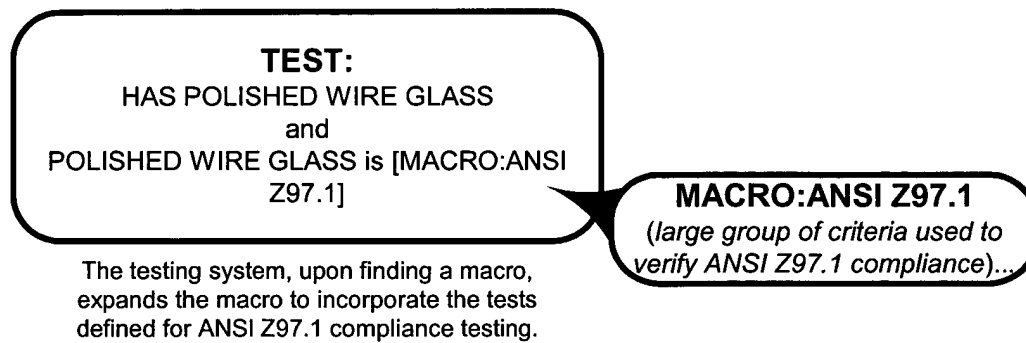 TEST:
HAS POLISHED WIRE GLASS
and
POLISHED WIRE GLASS is [MACRO:ANSI
Z97.1]
MACRO:ANSI Z97.1
(large group of criteria used to
verify ANSI Z97.1 compliance)...
The testing system, upon finding a macro,
expands the macro to incorporate the tests
defined for ANSI Z97.1 compliance testing.